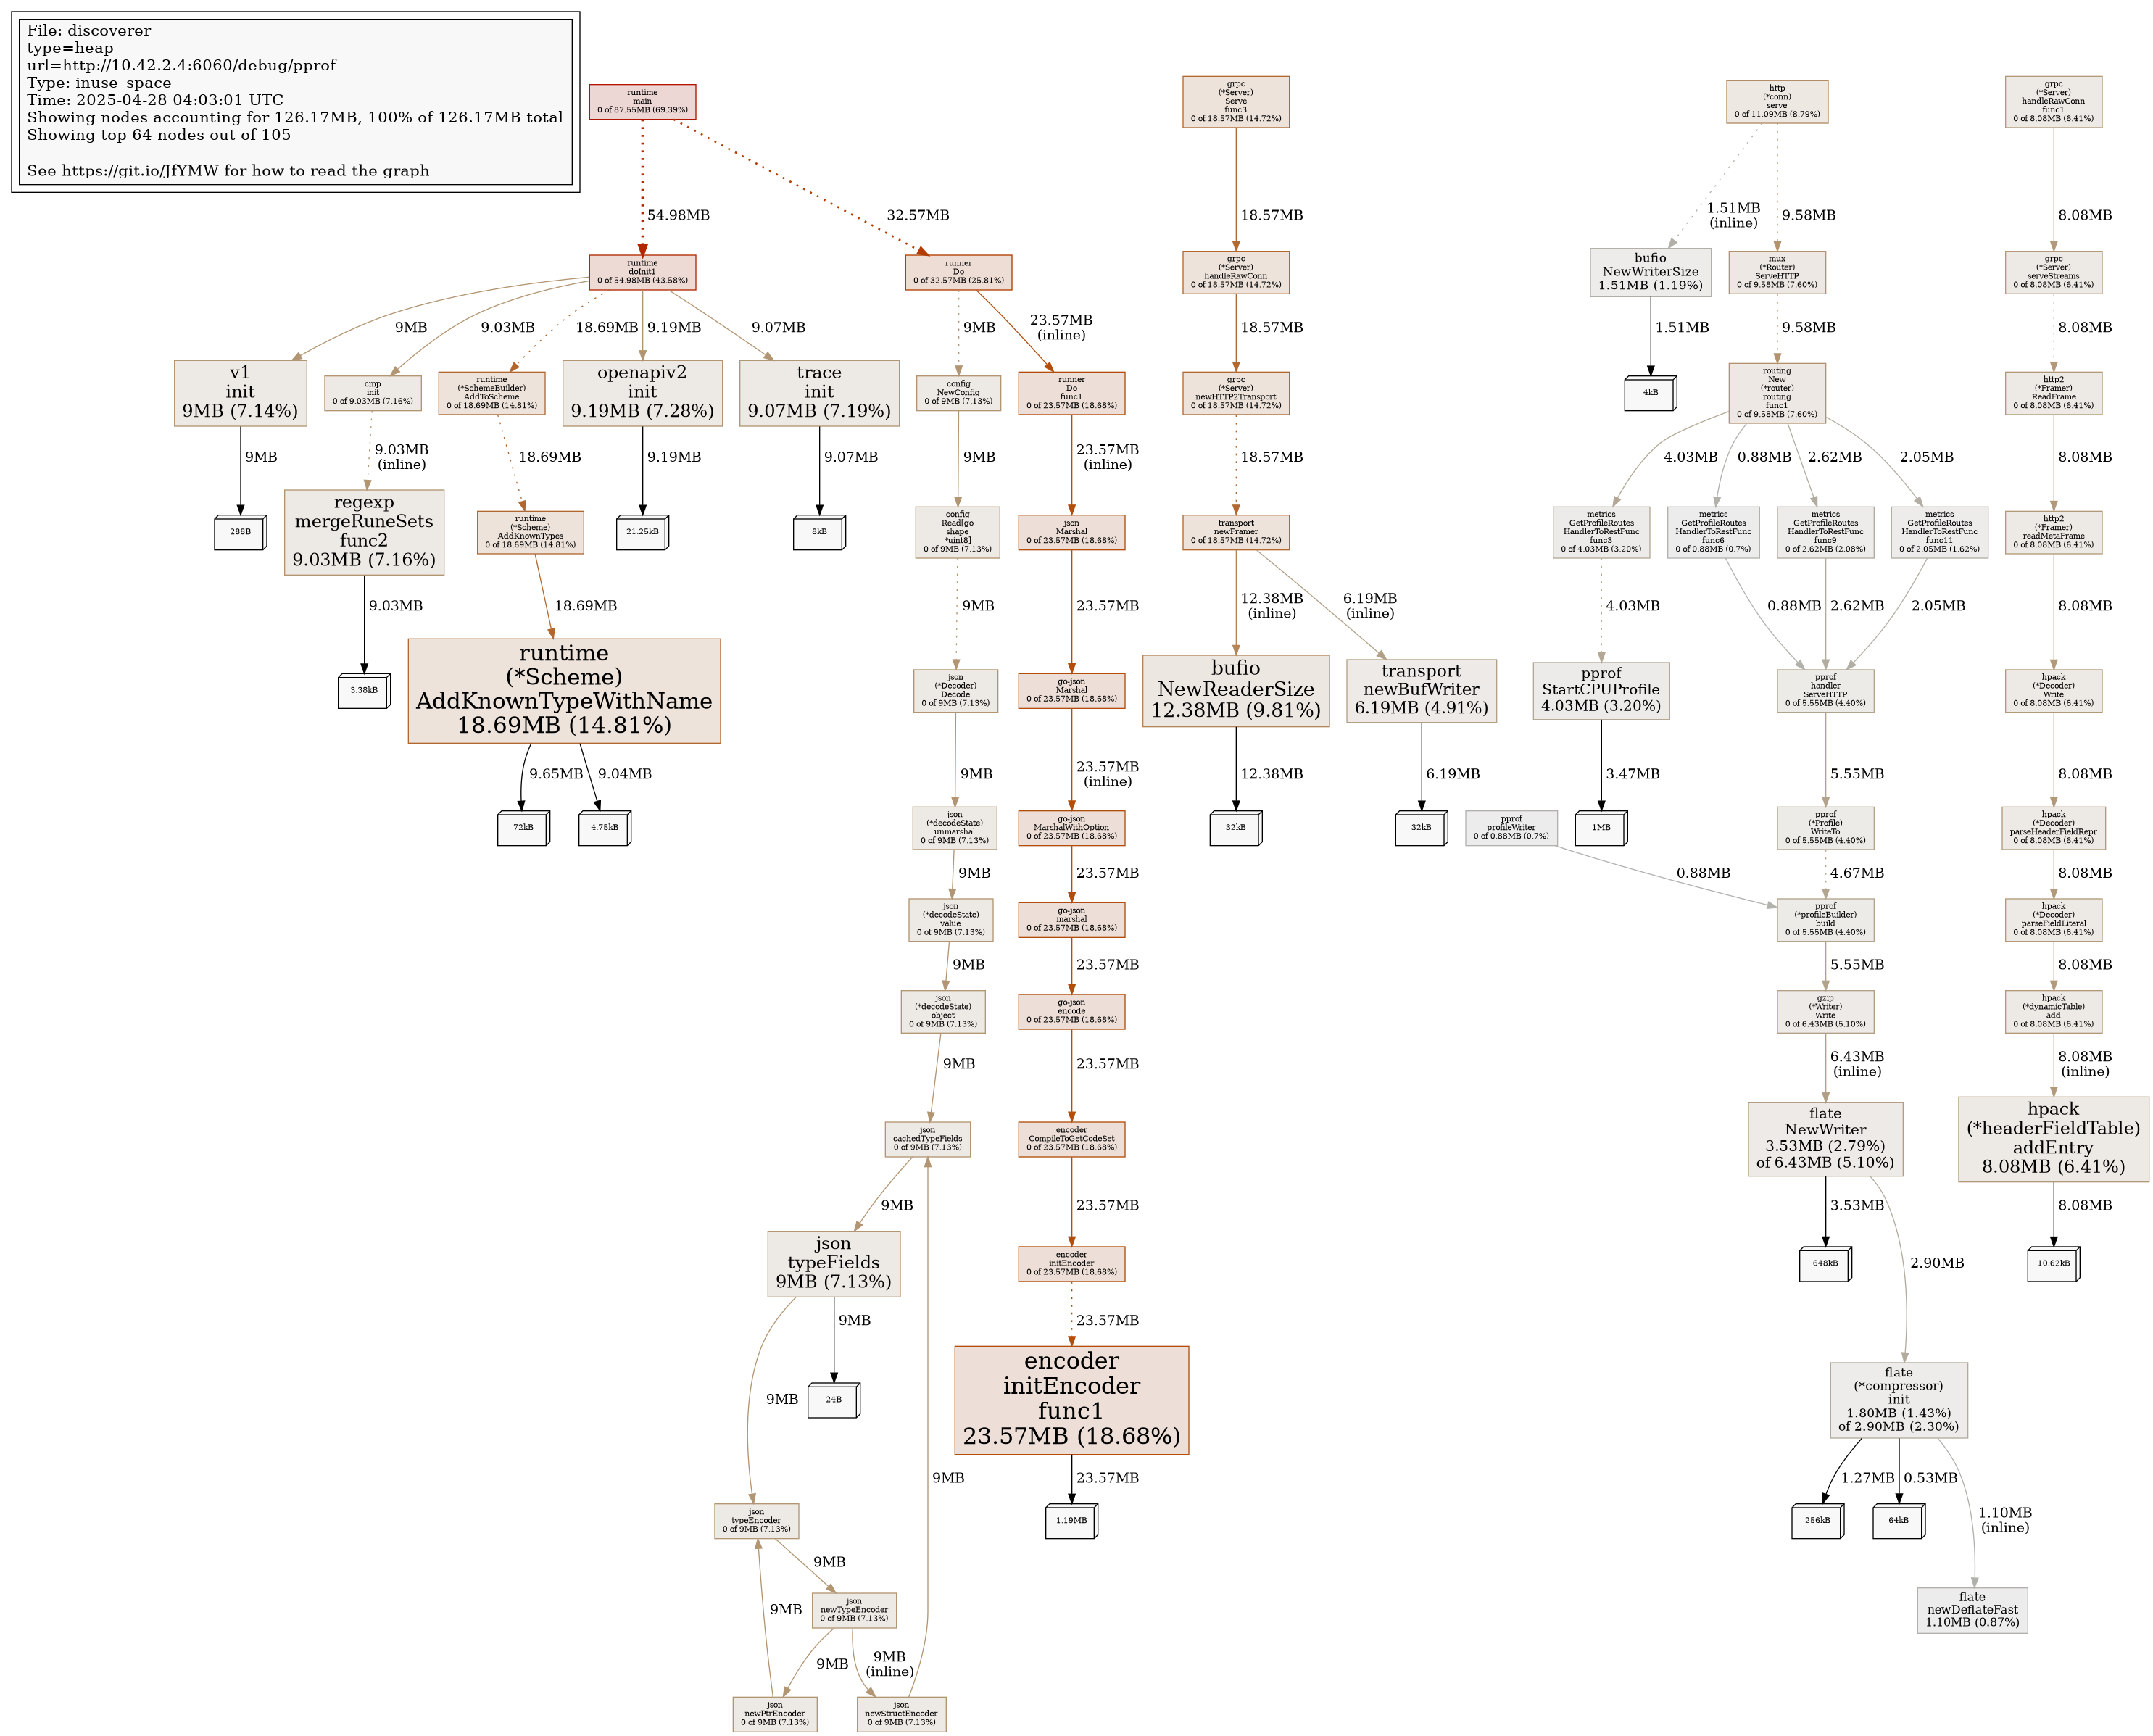 File: discoverer
type=heap
url=http://10.42.2.4:6060/debug/pprof
Type: inuse_space
Time: 2025-04-28 04:03:01 UTC
Showing nodes accounting for 126.17MB, 100% of 126.17MB total
Showing top 64 nodes out of 105
See https://git.io/JfYMW for how to read the graph
runtime
main
0 of 87.55MB (69.39%)
grpc
(*Server)
Serve
func3
0 of 18.57MB (14.72%)
http
(*conn)
serve
0 of 11.09MB (8.79%)
grpc
(*Server)
handleRawConn
func1
0 of 8.08MB (6.41%)
54.98MB
32.57MB
18.57MB
1.51MB
(inline)
9.58MB
8.08MB
runtime
doInit1
0 of 54.98MB (43.58%)
runner
Do
0 of 32.57MB (25.81%)
grpc
(*Server)
handleRawConn
0 of 18.57MB (14.72%)
bufio
NewWriterSize
1.51MB (1.19%)
mux
(*Router)
ServeHTTP
0 of 9.58MB (7.60%)
grpc
(*Server)
serveStreams
0 of 8.08MB (6.41%)
9MB
9.03MB
18.69MB
9.19MB
9.07MB
9MB
23.57MB
(inline)
18.57MB
1.51MB
9.58MB
8.08MB
v1
init
9MB (7.14%)
cmp
init
0 of 9.03MB (7.16%)
runtime
(*SchemeBuilder)
AddToScheme
0 of 18.69MB (14.81%)
openapiv2
init
9.19MB (7.28%)
trace
init
9.07MB (7.19%)
config
NewConfig
0 of 9MB (7.13%)
runner
Do
func1
0 of 23.57MB (18.68%)
grpc
(*Server)
newHTTP2Transport
0 of 18.57MB (14.72%)
4kB
routing
New
(*router)
routing
func1
0 of 9.58MB (7.60%)
http2
(*Framer)
ReadFrame
0 of 8.08MB (6.41%)
9MB
9.03MB
(inline)
18.69MB
9.19MB
9.07MB
9MB
23.57MB
(inline)
18.57MB
4.03MB
0.88MB
2.62MB
2.05MB
8.08MB
288B
regexp
mergeRuneSets
func2
9.03MB (7.16%)
runtime
(*Scheme)
AddKnownTypes
0 of 18.69MB (14.81%)
21.25kB
8kB
config
Read[go
shape
*uint8]
0 of 9MB (7.13%)
json
Marshal
0 of 23.57MB (18.68%)
transport
newFramer
0 of 18.57MB (14.72%)
metrics
GetProfileRoutes
HandlerToRestFunc
func3
0 of 4.03MB (3.20%)
metrics
GetProfileRoutes
HandlerToRestFunc
func6
0 of 0.88MB (0.7%)
metrics
GetProfileRoutes
HandlerToRestFunc
func9
0 of 2.62MB (2.08%)
metrics
GetProfileRoutes
HandlerToRestFunc
func11
0 of 2.05MB (1.62%)
http2
(*Framer)
readMetaFrame
0 of 8.08MB (6.41%)
9.03MB
18.69MB
9MB
23.57MB
12.38MB
(inline)
6.19MB
(inline)
4.03MB
0.88MB
2.62MB
2.05MB
8.08MB
3.38kB
runtime
(*Scheme)
AddKnownTypeWithName
18.69MB (14.81%)
json
(*Decoder)
Decode
0 of 9MB (7.13%)
go-json
Marshal
0 of 23.57MB (18.68%)
bufio
NewReaderSize
12.38MB (9.81%)
transport
newBufWriter
6.19MB (4.91%)
pprof
StartCPUProfile
4.03MB (3.20%)
pprof
handler
ServeHTTP
0 of 5.55MB (4.40%)
hpack
(*Decoder)
Write
0 of 8.08MB (6.41%)
9.65MB
9.04MB
9MB
23.57MB
(inline)
12.38MB
6.19MB
3.47MB
5.55MB
8.08MB
72kB
4.75kB
json
(*decodeState)
unmarshal
0 of 9MB (7.13%)
go-json
MarshalWithOption
0 of 23.57MB (18.68%)
32kB
32kB
pprof
profileWriter
0 of 0.88MB (0.7%)
1MB
pprof
(*Profile)
WriteTo
0 of 5.55MB (4.40%)
hpack
(*Decoder)
parseHeaderFieldRepr
0 of 8.08MB (6.41%)
9MB
23.57MB
0.88MB
4.67MB
8.08MB
json
(*decodeState)
value
0 of 9MB (7.13%)
go-json
marshal
0 of 23.57MB (18.68%)
pprof
(*profileBuilder)
build
0 of 5.55MB (4.40%)
hpack
(*Decoder)
parseFieldLiteral
0 of 8.08MB (6.41%)
9MB
23.57MB
5.55MB
8.08MB
json
(*decodeState)
object
0 of 9MB (7.13%)
go-json
encode
0 of 23.57MB (18.68%)
gzip
(*Writer)
Write
0 of 6.43MB (5.10%)
hpack
(*dynamicTable)
add
0 of 8.08MB (6.41%)
9MB
23.57MB
6.43MB
(inline)
8.08MB
(inline)
json
cachedTypeFields
0 of 9MB (7.13%)
encoder
CompileToGetCodeSet
0 of 23.57MB (18.68%)
flate
NewWriter
3.53MB (2.79%)
of 6.43MB (5.10%)
hpack
(*headerFieldTable)
addEntry
8.08MB (6.41%)
9MB
23.57MB
3.53MB
2.90MB
8.08MB
json
typeFields
9MB (7.13%)
encoder
initEncoder
0 of 23.57MB (18.68%)
648kB
10.62kB
9MB
9MB
23.57MB
24B
encoder
initEncoder
func1
23.57MB (18.68%)
flate
(*compressor)
init
1.80MB (1.43%)
of 2.90MB (2.30%)
9MB
23.57MB
1.27MB
0.53MB
1.10MB
(inline)
json
typeEncoder
0 of 9MB (7.13%)
1.19MB
256kB
64kB
9MB
9MB
json
newTypeEncoder
0 of 9MB (7.13%)
flate
newDeflateFast
1.10MB (0.87%)
9MB
9MB
(inline)
json
newPtrEncoder
0 of 9MB (7.13%)
json
newStructEncoder
0 of 9MB (7.13%)